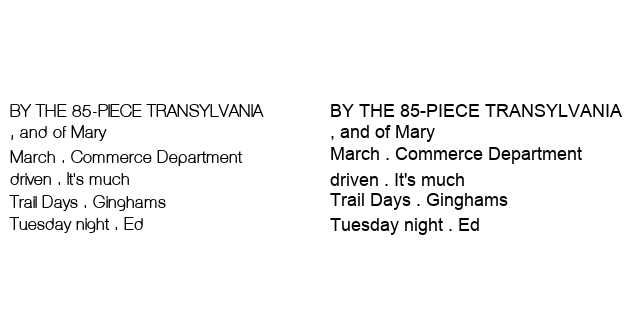 BY THE 85-PIECE TRANSYLVANIA
, and of Mary
March . Commerce Department
driven . It's much
Trail Days . Ginghams
Tuesday night . Ed
BY THE 85-PIECE TRANSYLVANIA
, and of Mary
March . Commerce Department
driven . It's much
Trail Days . Ginghams
Tuesday night . Ed